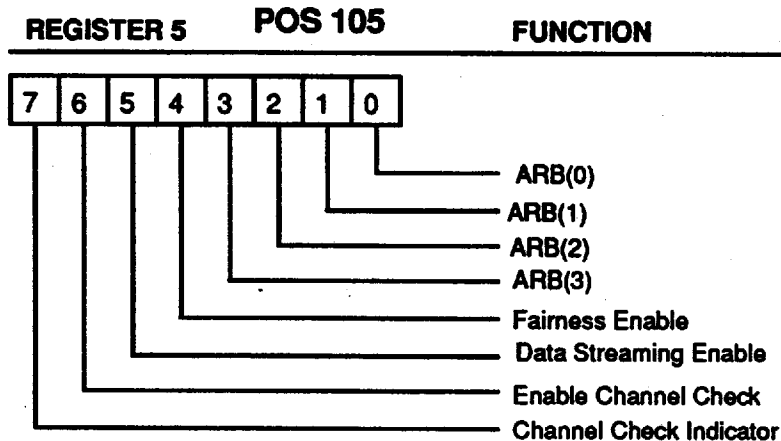 REGISTER 5 POS 105 FUNCTION
7 6 5 4 3 2 1 0
ARB(0)
ARB(1)
ARB(2)
ARB(3)
Fairness Enable
Data Streaming Enable
Enable Channel Check
Channel Check Indicator